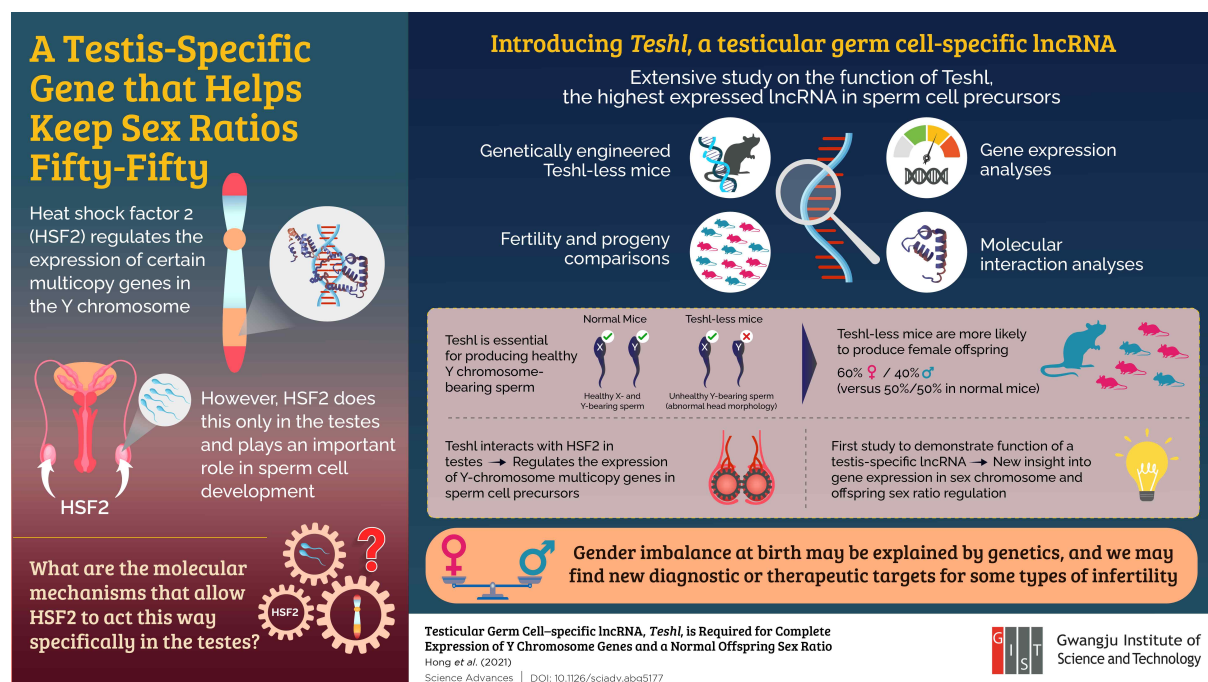 A Testis-Specific
Gene that Helps
Keep Sex Ratios
Fifty-Fifty
Heat shock factor 2
(HSF2) regulates the
expression of certain
multicopy genes in
the Y chromosome
However, HSF2 does
this only in the testes
and plays an important
role in sperm cell
development
HSF2
What are the molecular
mechanisms that allow
HSF2 to act this way
specifically in the testes?
?
HSF2
Introducing Teshl, a testicular germ cell-specific lncRNA
Extensive study on the function of Teshl,
the highest expressed lncRNA in sperm cell precursors
Genetically engineered
Teshl-less mice
Gene expression
analyses
Fertility and progeny
comparisons
Molecular
interaction analyses
Teshl is essential
for producing healthy
Y chromosome-
bearing sperm
Normal Mice
X
Y
Healthy X- and
Y-bearing sperm
Teshl-less mice
X
Y
Unhealthy Y-bearing sperm
(abnormal head morphology)
Teshl-less mice are more likely
to produce female offspring
60% ♀ / 40% ♂
(versus 50%/50% in normal mice)
Teshl interacts with HSF2 in
testes → Regulates the expression
of Y-chromosome multicopy genes in
sperm cell precursors
First study to demonstrate function of a
testis-specific lncRNA → New insight into
gene expression in sex chromosome and
offspring sex ratio regulation
Gender imbalance at birth may be explained by genetics, and we may
find new diagnostic or therapeutic targets for some types of infertility
Testicular Germ Cell–specific lncRNA, Teshl, is Required for Complete
Expression of Y Chromosome Genes and a Normal Offspring Sex Ratio
Hong et al. (2021)
Science Advances | DOI: 10.1126/sciadv.abg5177
GIST
Gwangju Institute of
Science and Technology